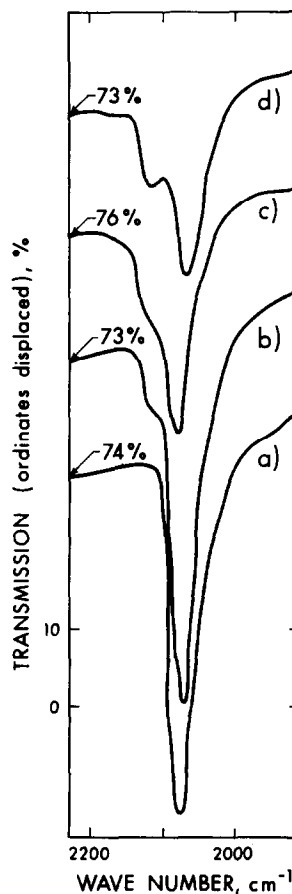 73%
d)
76%
c)
73%
b)
74%
a)
TRANSMISSION (ordinates displaced), %
10
0
2200
2000
WAVE NUMBER, cm-1